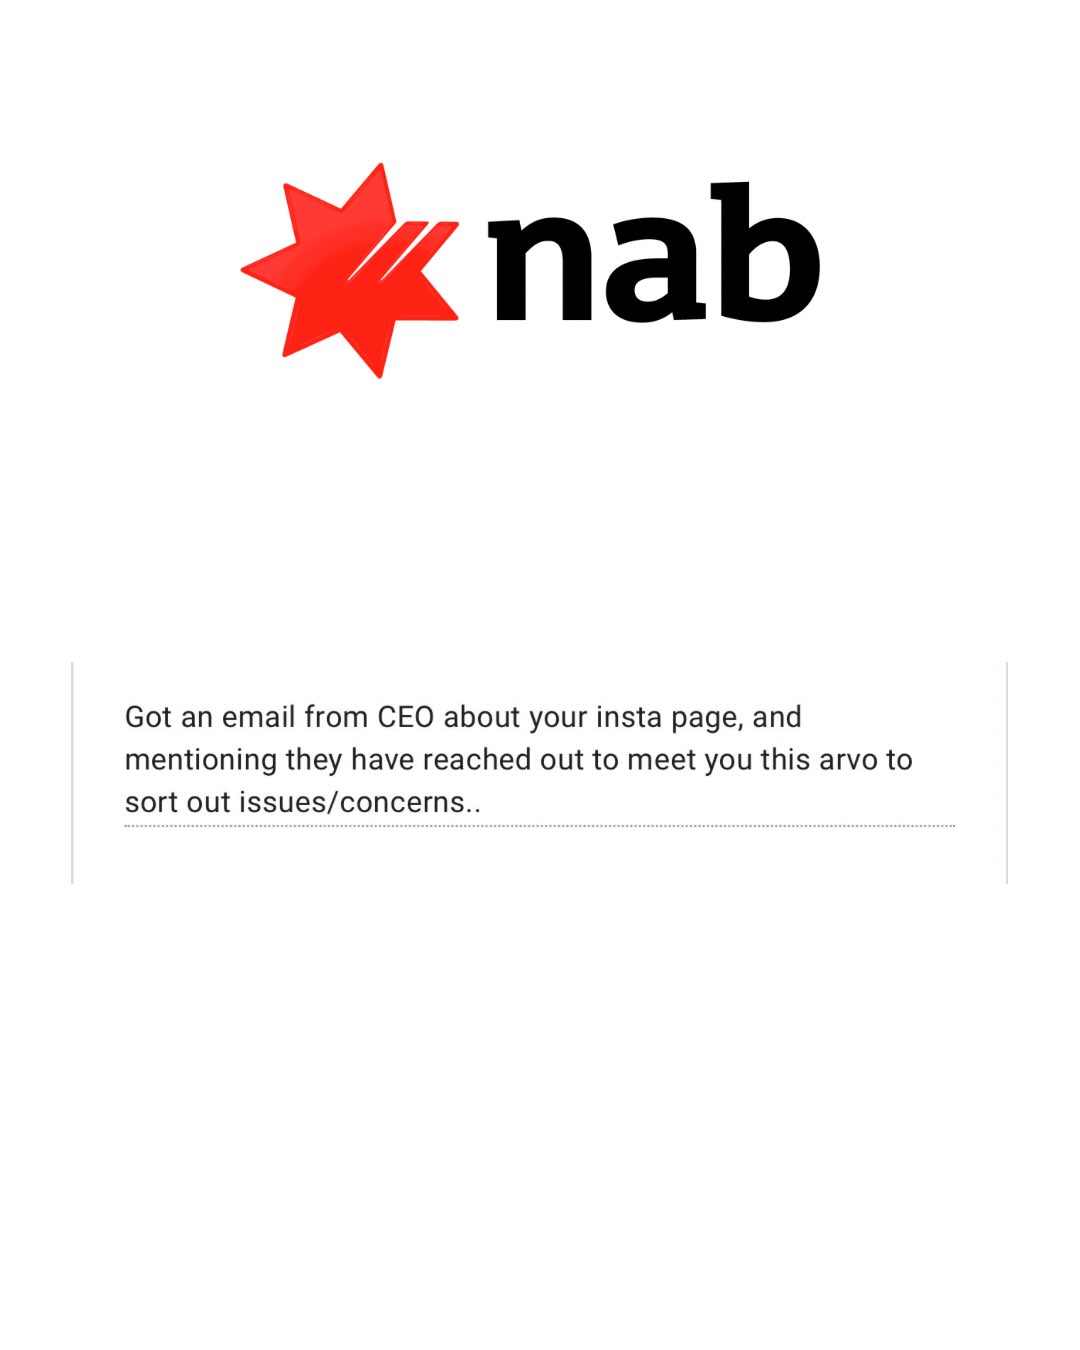 nab
Got an email from CEO about your insta page, and
mentioning they have reached out to meet you this arvo to
sort out issues/concerns..